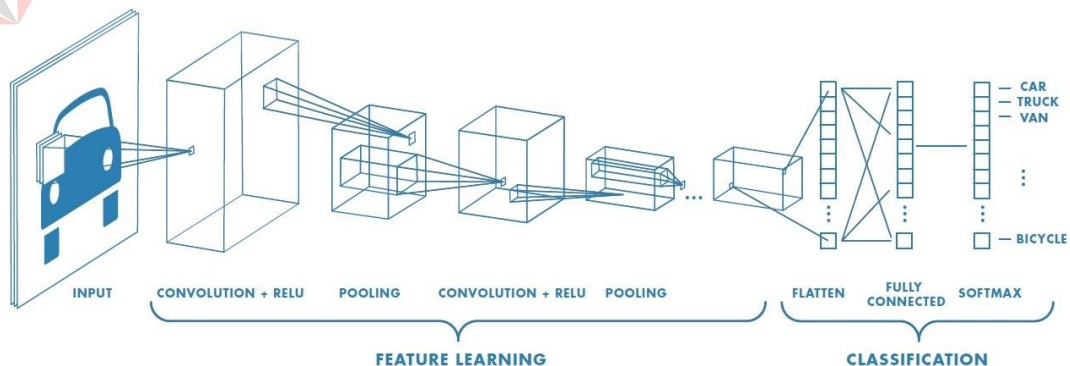 CAR
TRUCK
VAN
BICYCLE
INPUT
CONVOLUTION + RELU
POOLING
CONVOLUTION + RELU
POOLING
FLATTEN
FULLY
CONNECTED
SOFTMAX
FEATURE LEARNING
CLASSIFICATION